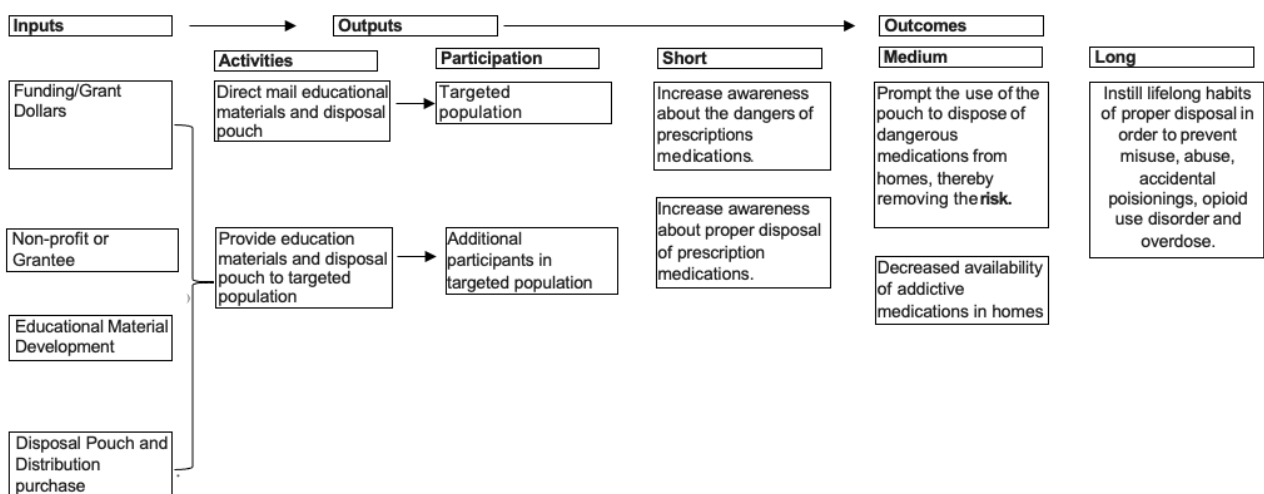 Inputs
Outputs
Outcomes
Activities
Participation
Short
Medium
Long
Funding/Grant
Dollars
Direct mail educational
materials and disposal
pouch
Targeted
population
Increase awareness
about the dangers of
prescriptions
medications.
Prompt the use of the
pouch to dispose of
dangerous
medications from
homes, thereby
removing the risk.
Instill lifelong habits
of proper disposal in
order to prevent
misuse, abuse,
accidental
poisionings, opioid
use disorder and
overdose.
Non-profit or
Grantee
Provide education
materials and disposal
pouch to targeted
population
Additional
participants in
targeted population
Increase awareness
about proper disposal
of prescription
medications.
Decreased availability
of addictive
medications in homes
Educational Material
Development
Disposal Pouch and
Distribution
purchase